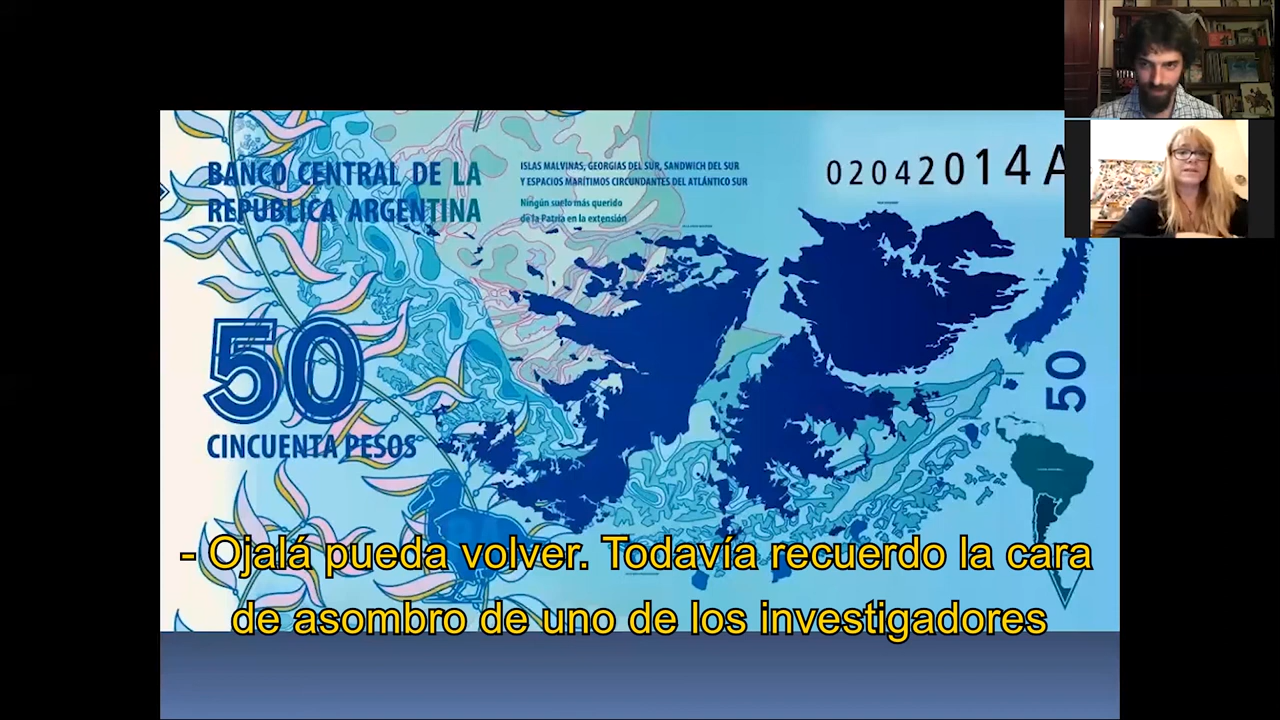 BANCO CENTRAL DE LA
REPUBLICA ARGENTINA
ISLAS MALVINAS, GEORGIAS DEL SUR, SANDWICH DEL SUR
Y ESPACIOS MARÍTIMOS CIRCUNDANTES DEL ATLÁNTICO SUR
Ningún suelo más querido
de la Patria en la extensión
02042014A
50
CINCUENTA PESOS
50
- Ojalá pueda volver. Todavía recuerdo la cara
de asombro de uno de los investigadores